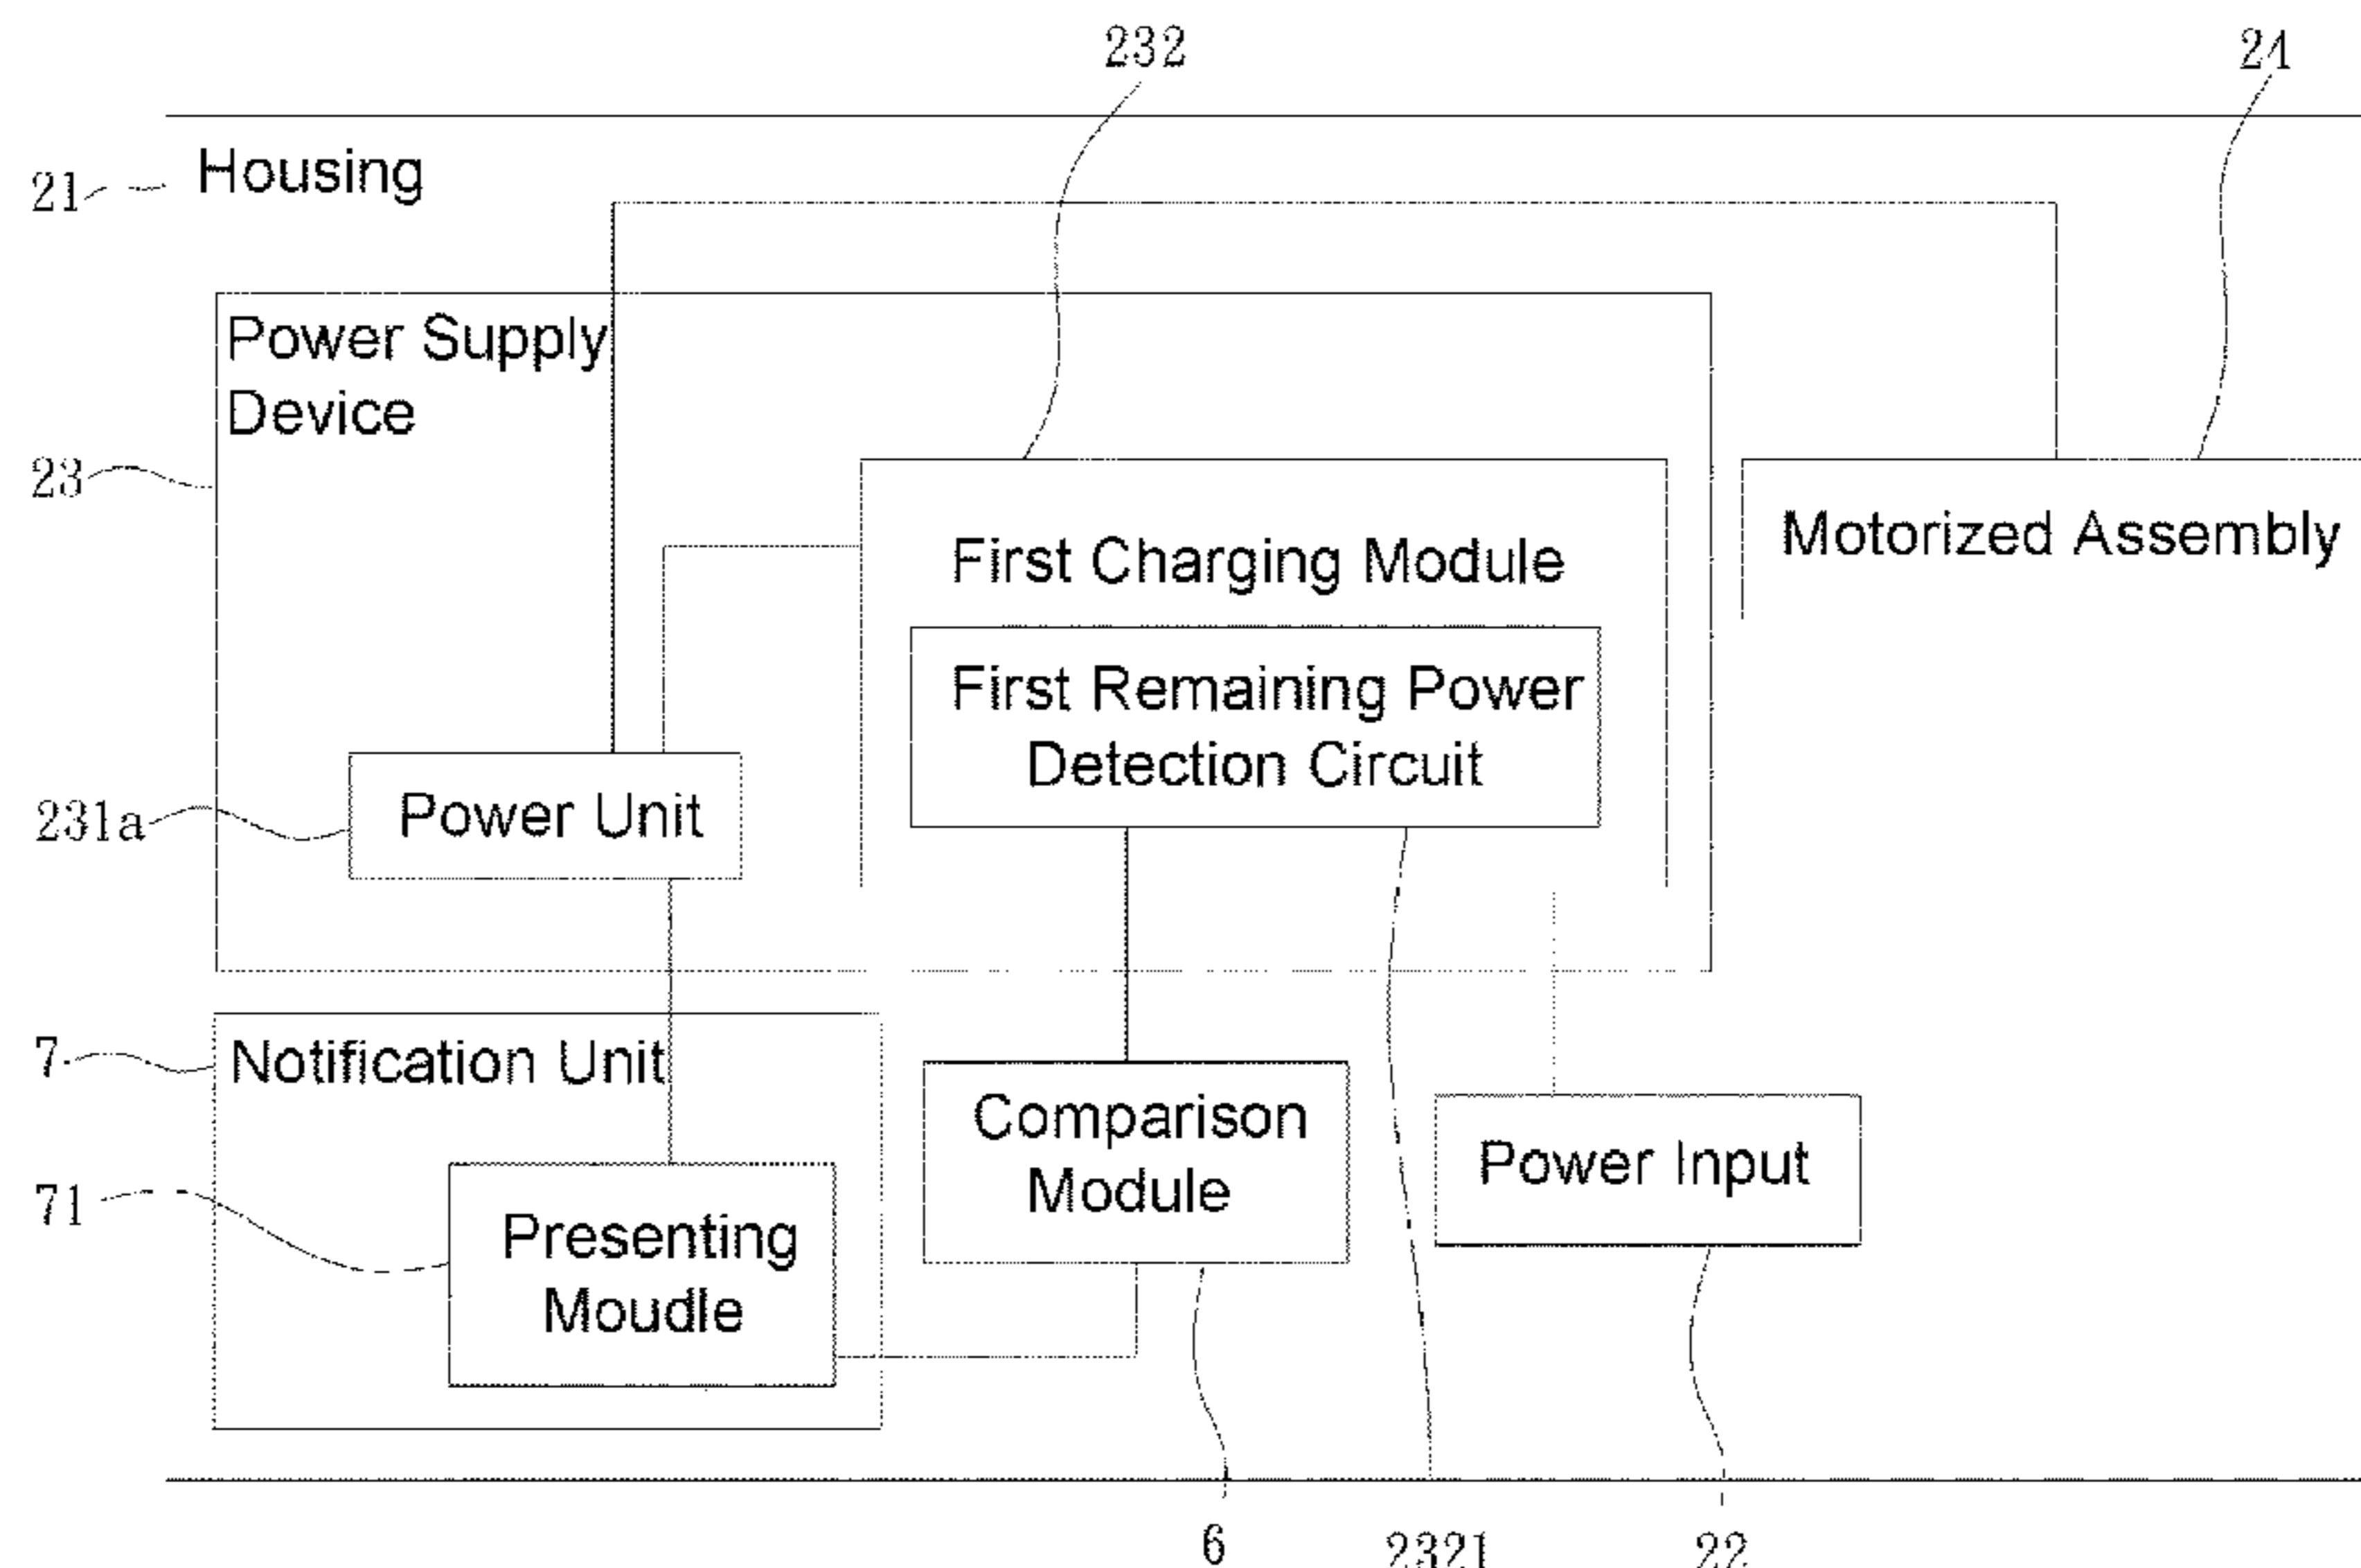 232
24
Housing
21
Power Supply
Device
23
First Charging Module
Motorized Assembly
First Remaining Power
Detection Circuit
Power Unit
231a
7
Notification Unit
Comparison
Module
Power Input
71
Presenting
Moudle
6
2321
22